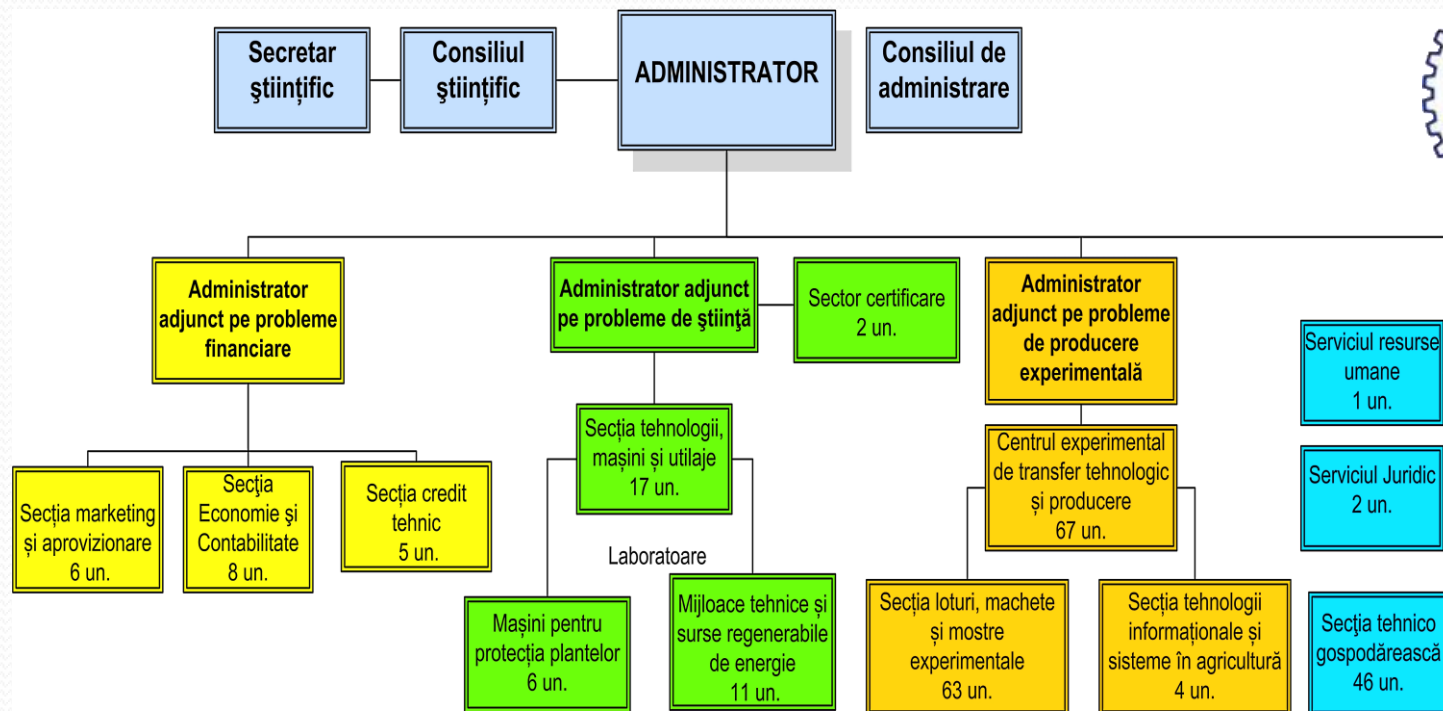 Secretar
ştiințific
Consiliul
ştiințific
ADMINISTRATOR
Consiliul de
administrare
Administrator
adjunct pe probleme
financiare
Administrator adjunct
pe probleme de ştiinţă
Sector certificare
2 un.
Administrator
adjunct pe probleme
de producere
experimentală
Serviciul resurse
umane
1 un.
Secția tehnologii,
mașini și utilaje
17 un.
Centrul experimental
de transfer tehnologic
și producere
67 un.
Serviciul Juridic
2 un.
Secția marketing
și aprovizionare
6 un.
Secţia
Economie şi
Contabilitate
8 un.
Secția credit
tehnic
5 un.
Laboratoare
Mașini pentru
protecția plantelor
6 un.
Mijloace tehnice și
surse regenerabile
de energie
11 un.
Secția loturi, machete
și mostre
experimentale
63 un.
Secția tehnologii
informaționale și
sisteme în agricultură
4 un.
Secţia tehnico
gospodărească
46 un.